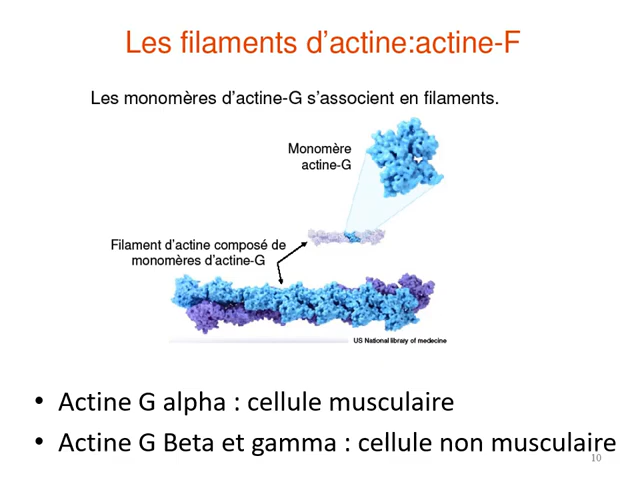 Les filaments d'actine:actine-F
Les monomères d'actine-G s'associent en filaments.
Monomère
actine-G
Filament d'actine composé de
monomères d'actine-G
US National library of medecine
• Actine G alpha : cellule musculaire
• Actine G Beta et gamma : cellule non musculaire
10